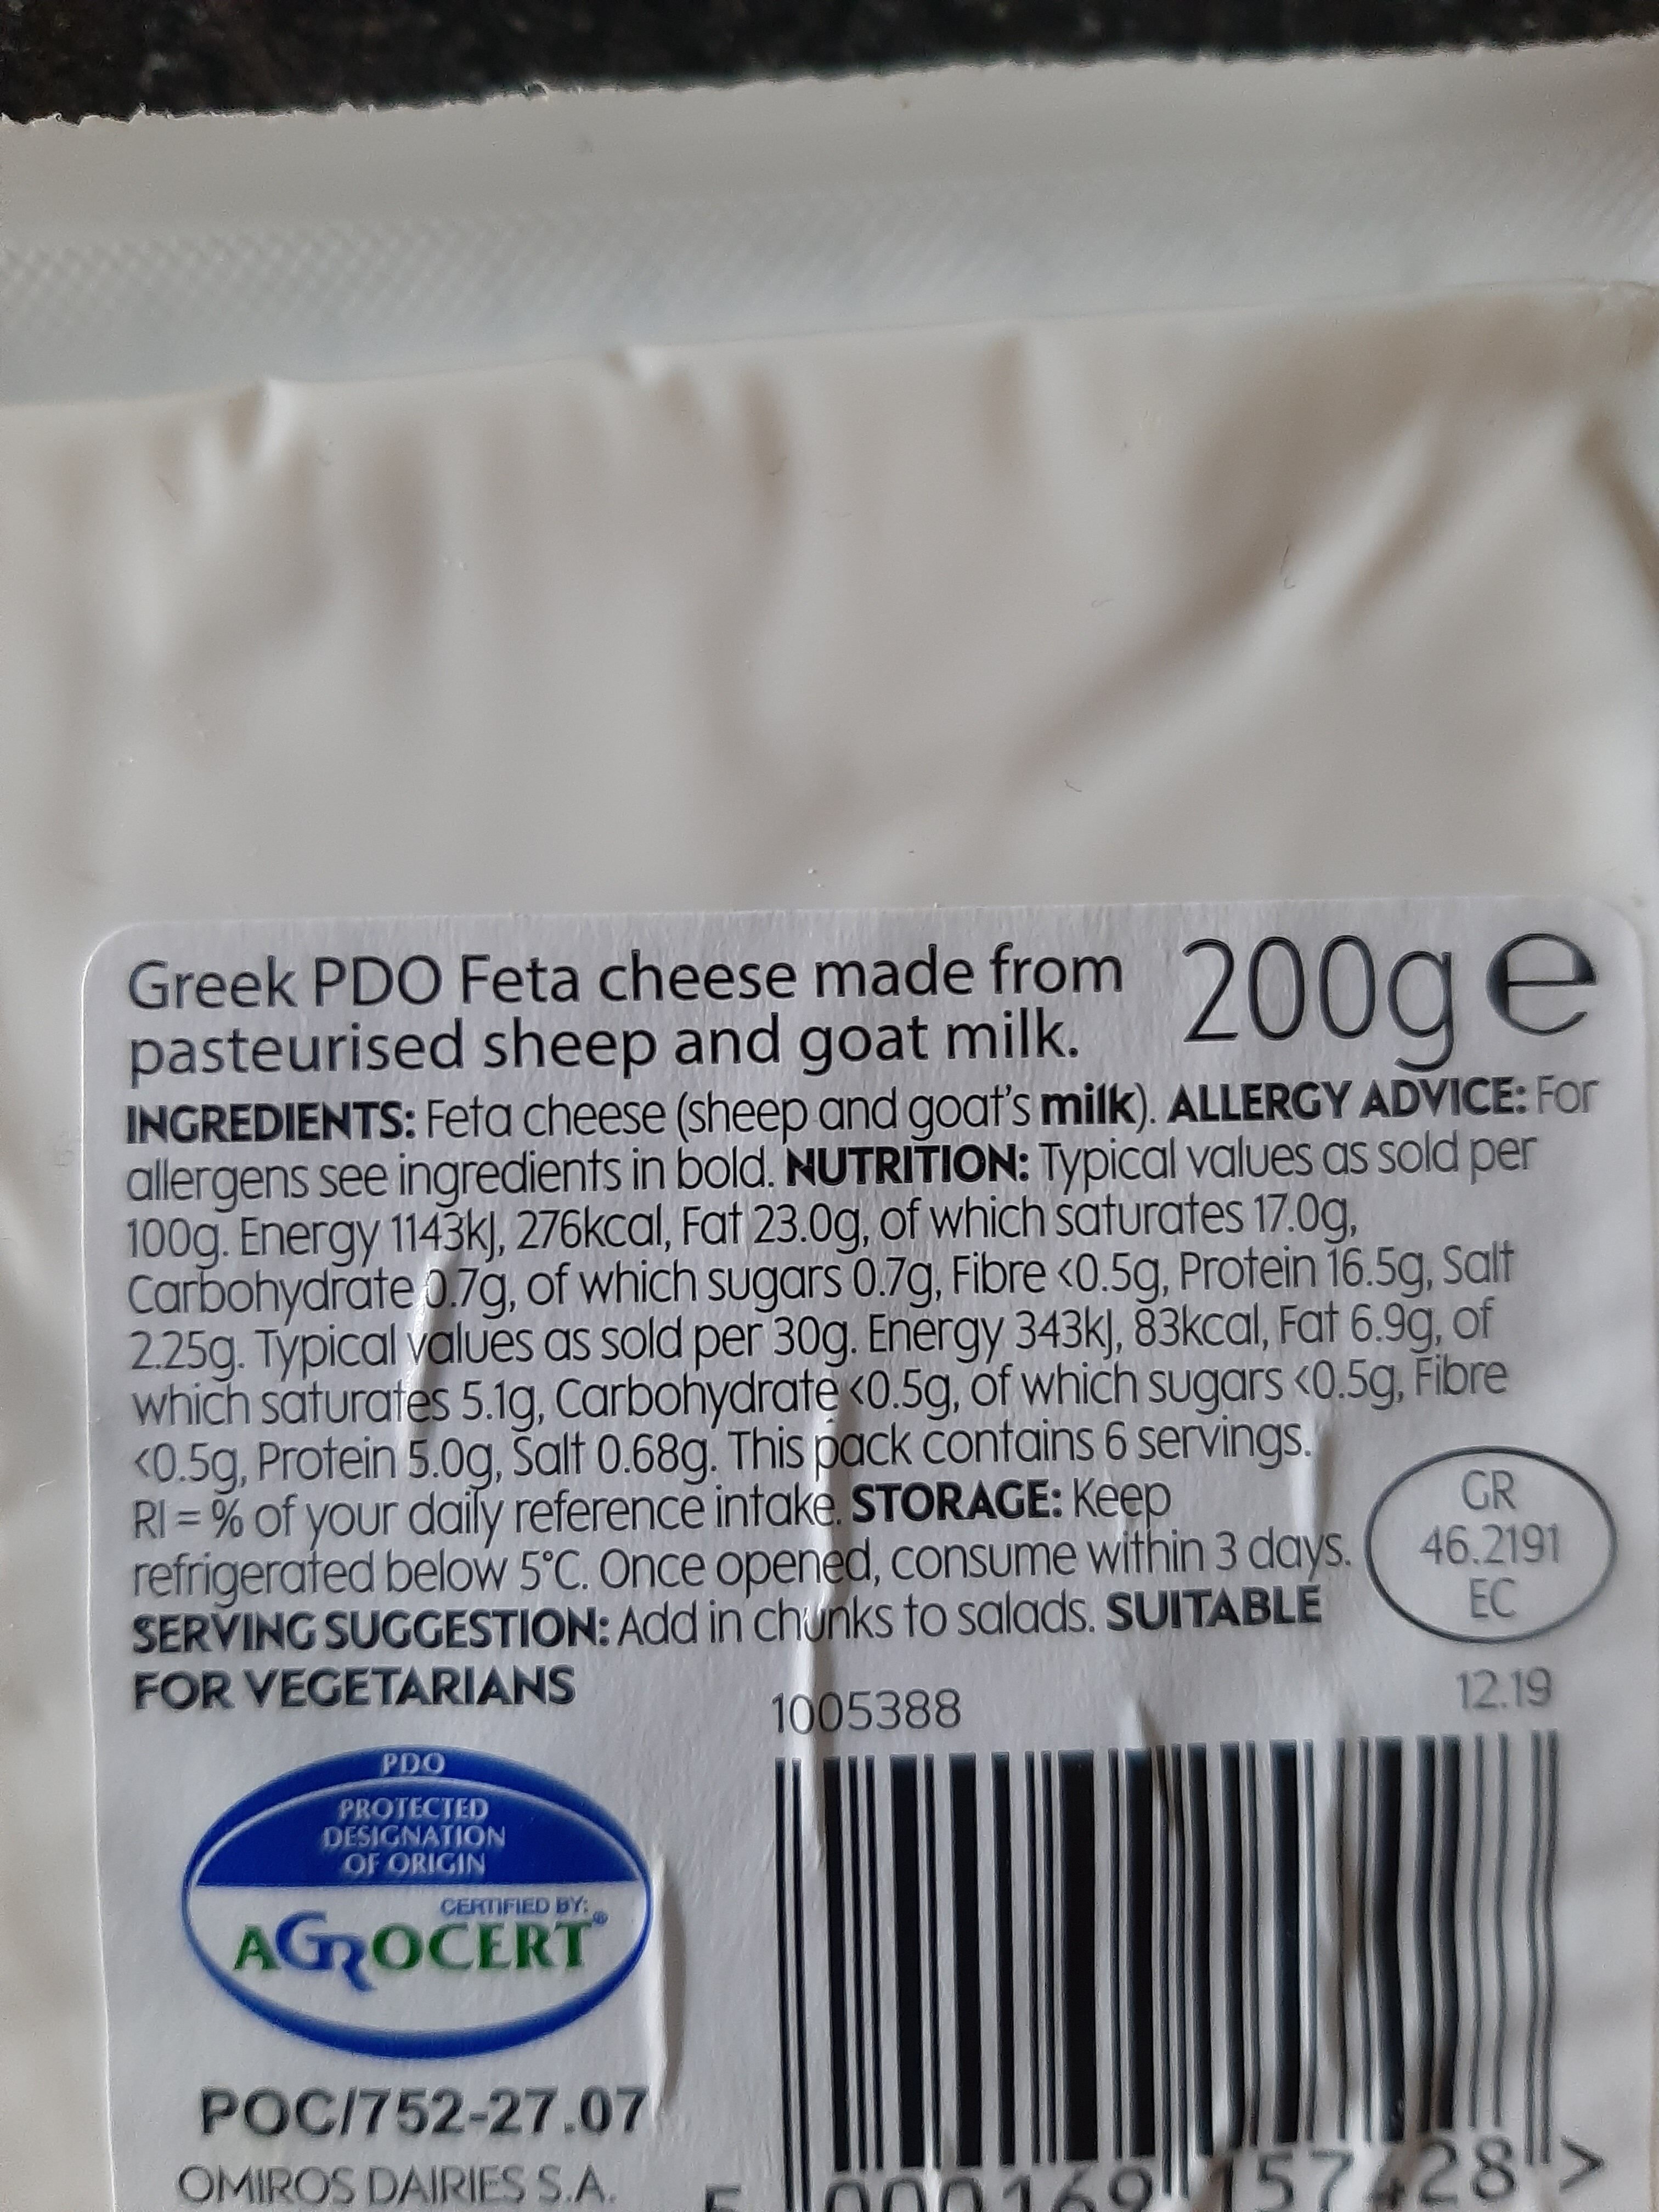 Greek PDO Feta cheese made from
pasteurised sheep and goat milk.
200g e
INGREDIENTS: Feta cheese (sheep and goat's milk). ALLERGY ADVICE: For
allergens see ingredients in bold. NUTRITION: Typical values as sold per
100g. Energy 1143kJ, 276kcal, Fat 23.0g, of which saturates 17.0g,
Carbohydrate 0.7g, of which sugars 0.7g, Fibre <0.5g, Protein 16.5g, Salt
2.25g. Typical values as sold per 30g. Energy 343kJ, 83kcal, Fat 6.9g, of
which saturates 5.1g, Carbohydrate <0.5g, of which sugars <0.5g, Fibre
<0.5g, Protein 5.0g, Salt 0.68g. This pack contains 6 servings.
RI = % of your daily reference intake. STORAGE: Keep
refrigerated below 5°C. Once opened, consume within 3 days.
SERVING SUGGESTION: Add in chunks to salads. SUITABLE
FOR VEGETARIANS
GR
46.2191
EC
12.19
1005388
PDO
PROTECTED
DESIGNATION
OF ORIGIN
CERTIFIED BY:
AGROCERT®
POC/752-27.07
OMIROS DAIRIES S.A.
5 000169 157428 >